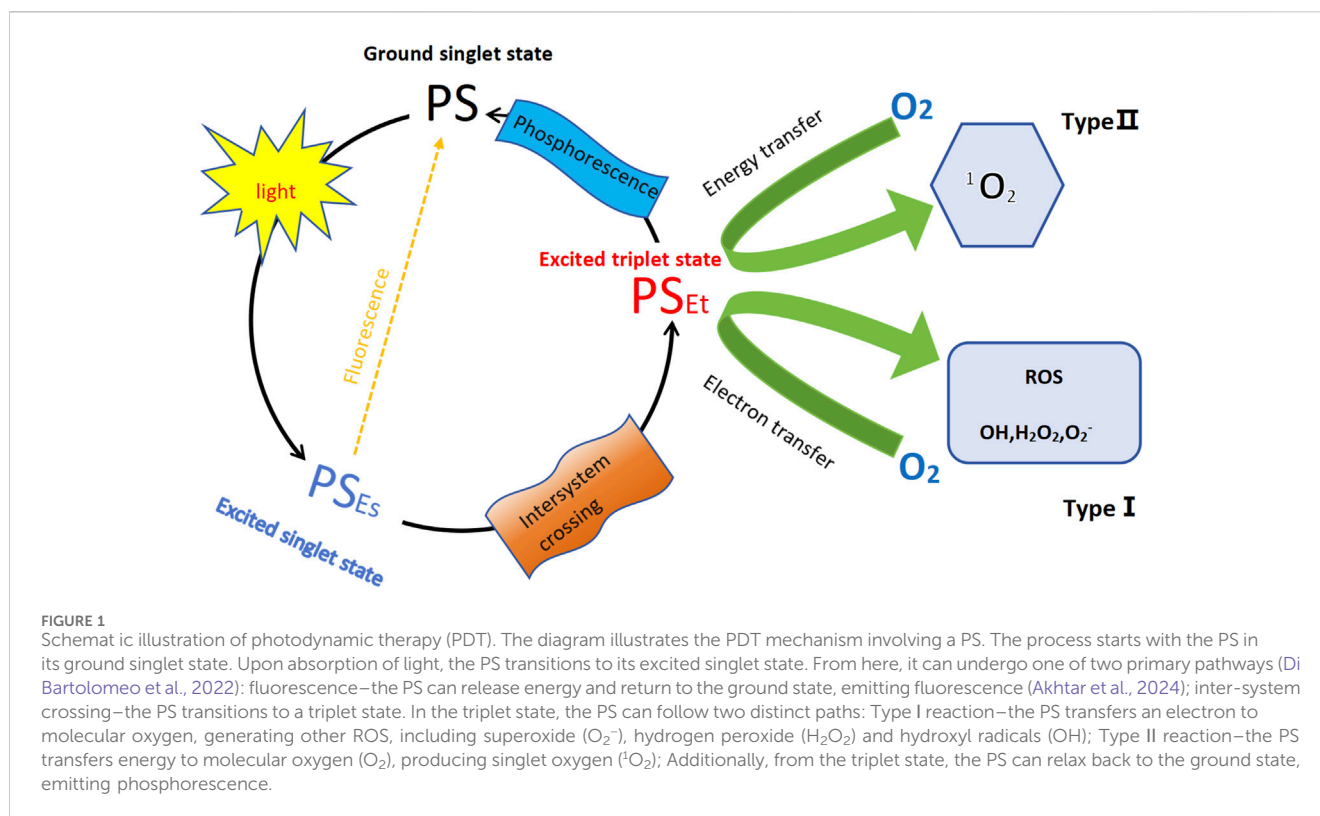 Ground singlet state
PS
Phosphorescence
light
Fluorescence
Energy transfer
O₂
Type II
¹O₂
Excited triplet state
PSEt
ROS
OH,H₂O₂,O₂⁻
Electron transfer
O₂
Type I
PSEs
Excited singlet state
Intersystem
crossing
FIGURE 1
Schemat ic illustration of photodynamic therapy (PDT). The diagram illustrates the PDT mechanism involving a PS. The process starts with the PS in
its ground singlet state. Upon absorption of light, the PS transitions to its excited singlet state. From here, it can undergo one of two primary pathways (Di
Bartolomeo et al., 2022): fluorescence–the PS can release energy and return to the ground state, emitting fluorescence (Akhtar et al., 2024); inter-system
crossing–the PS transitions to a triplet state. In the triplet state, the PS can follow two distinct paths: Type I reaction–the PS transfers an electron to
molecular oxygen, generating other ROS, including superoxide (O₂⁻), hydrogen peroxide (H₂O₂) and hydroxyl radicals (OH); Type II reaction–the PS
transfers energy to molecular oxygen (O₂), producing singlet oxygen (¹O₂); Additionally, from the triplet state, the PS can relax back to the ground state,
emitting phosphorescence.